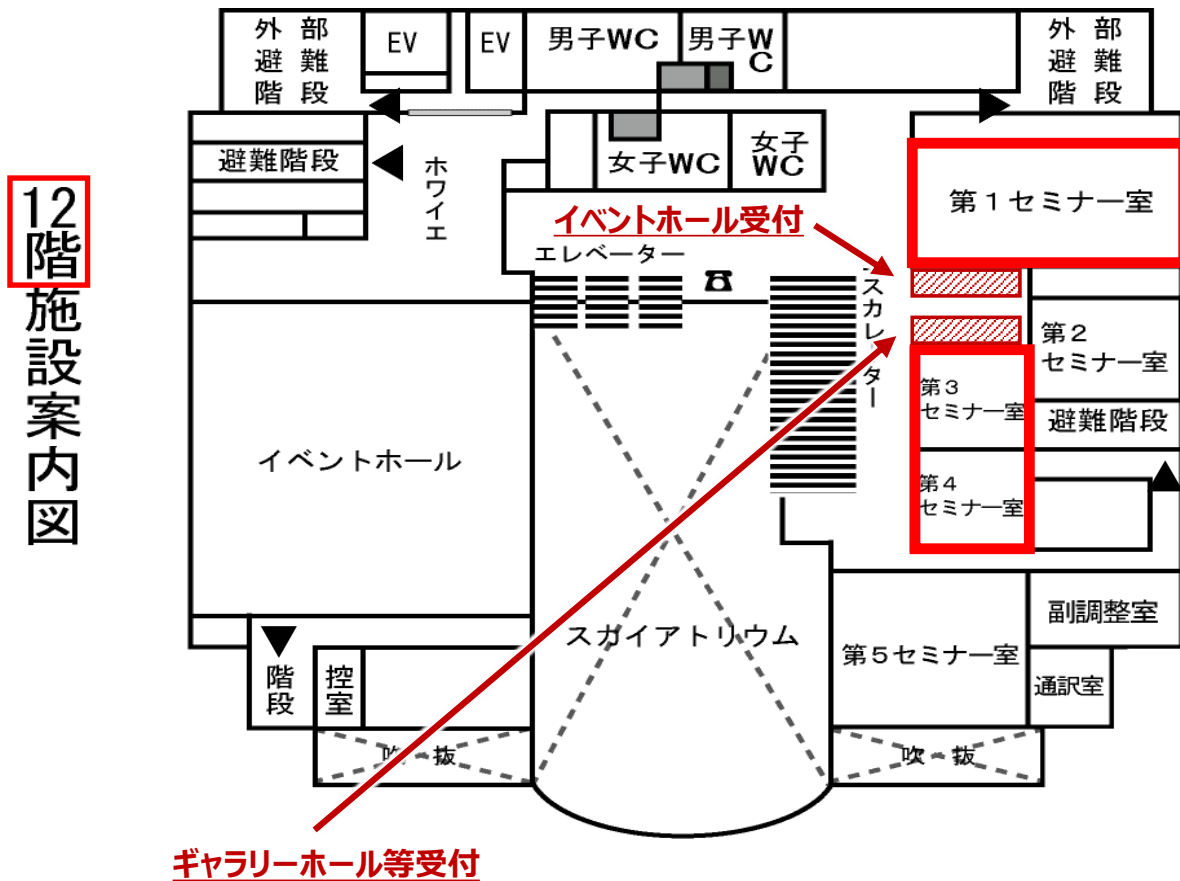 12階施設案内図
外部避難階段
EV
EV
男子WC
男子WC
外部避難階段
避難階段
ホワイエ
女子WC
女子WC
第1セミナー室
イベントホール受付
エレベーター
スカレーター
第2
セミナー室
第3
セミナー室
避難階段
イベントホール
第4
セミナー室
スカイアトリウム
副調整室
第5セミナー室
階段
控室
通訳室
吹抜
吹抜
ギャラリーホール等受付